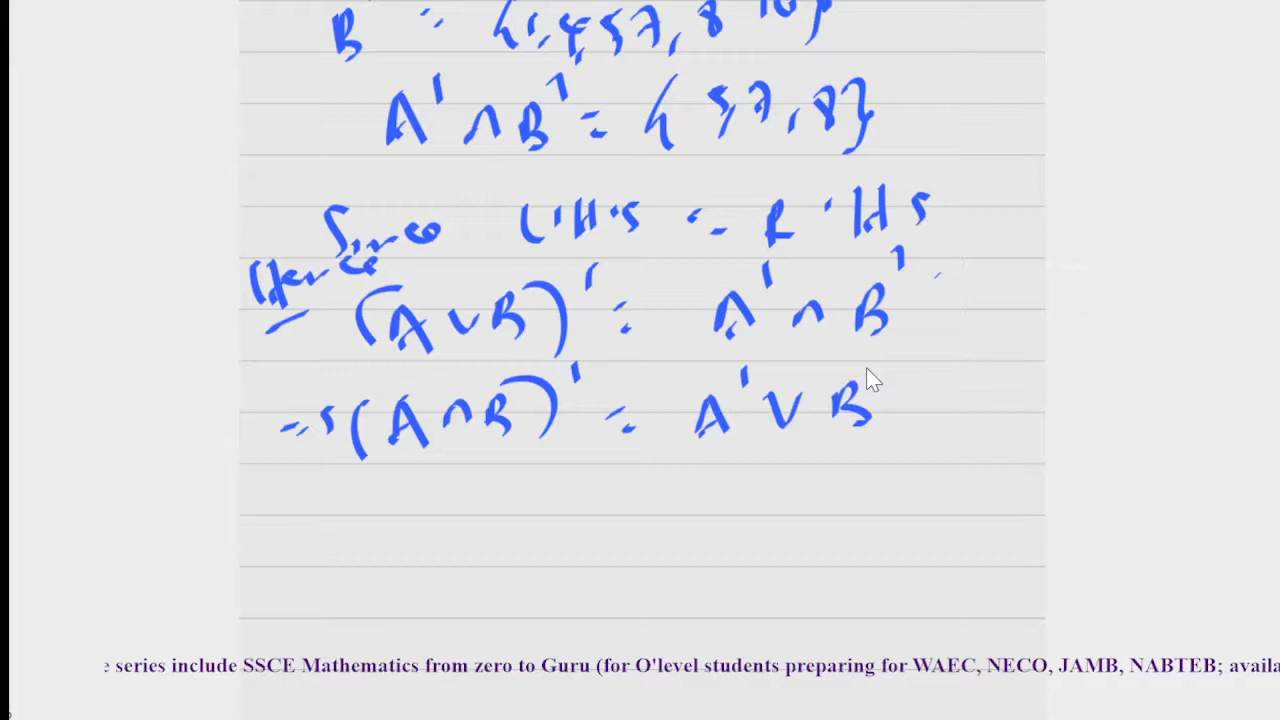 B' = {1,4,5,7,8,10}
A' ∩ B' = {5,7,8}
Since L.H.S = R.H.S
Hence
(A ∪ B)' = A' ∩ B'
=> (A ∩ B)' = A' ∪ B
e series include SSCE Mathematics from zero to Guru (for O'level students preparing for WAEC, NECO, JAMB, NABTEB; availa